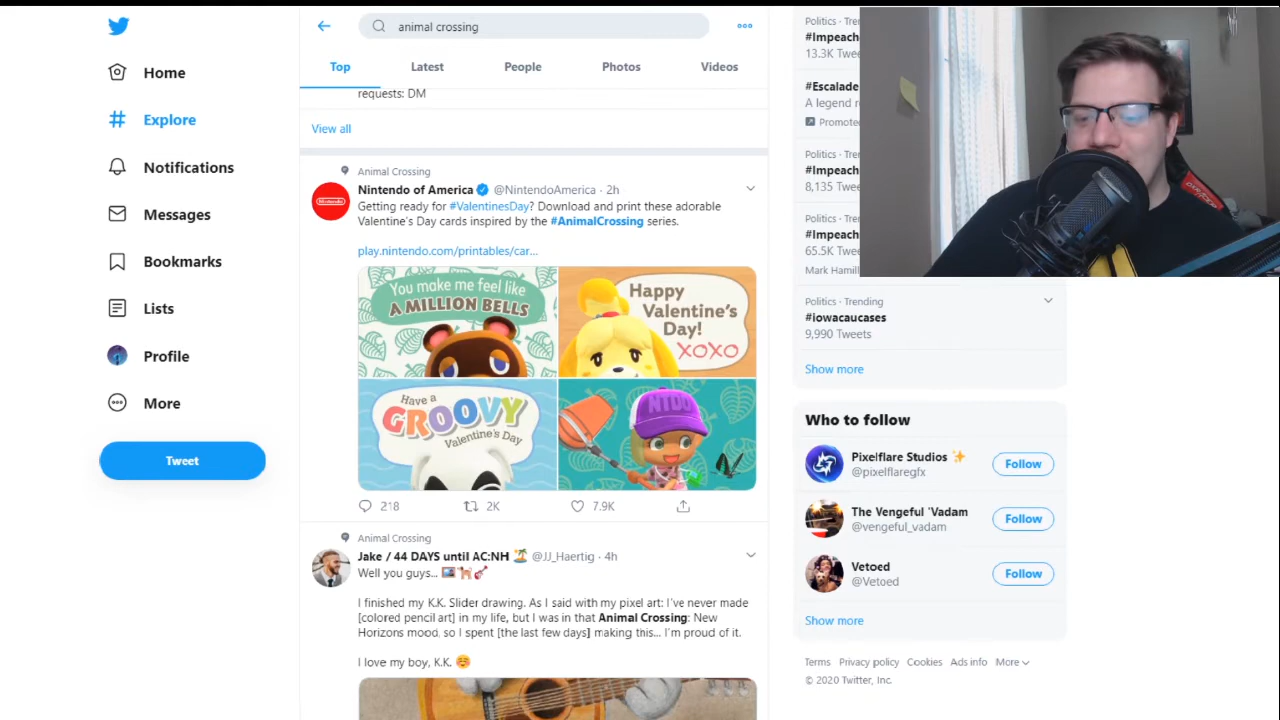 animal crossing
Home
Explore
Notifications
Messages
Bookmarks
Lists
Profile
More
Tweet
Top
Latest
People
Photos
Videos
requests: DM
View all
Animal Crossing
Nintendo of America @NintendoAmerica · 2h
Getting ready for #ValentinesDay? Download and print these adorable
Valentine's Day cards inspired by the #AnimalCrossing series.
play.nintendo.com/printables/car...
You make me feel like
A MILLION BELLS
Happy
Valentine's
Day!
XOXO
Have a
GROOVY
Valentine's Day
NTDO
218
2K
7.9K
Animal Crossing
Jake / 44 DAYS until AC:NH @JJ_Haertig · 4h
Well you guys...
I finished my K.K. Slider drawing. As I said with my pixel art: I've never made
[colored pencil art] in my life, but I was in that Animal Crossing: New
Horizons mood, so I spent [the last few days] making this... I'm proud of it.
I love my boy, K.K.
Politics · Tre
#Impeach
13.3K Twee
#Escalade
A legend r
Promote
Politics · Tre
#Impeach
8,135 Twee
Politics · Tre
#Impeach
65.5K Twe
Mark Hamill
Politics · Trending
#iowacaucases
9,990 Tweets
Show more
Who to follow
Pixelflare Studios
@pixelflaregfx
Follow
The Vengeful 'Vadam
@vengeful_vadam
Follow
Vetoed
@Vetoed
Follow
Show more
Terms Privacy policy Cookies Ads info More
© 2020 Twitter, Inc.